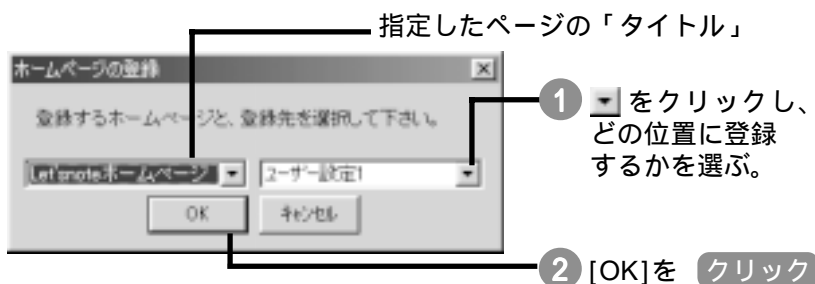 指定したページの「タイトル」
ホームページの登録
登録するホームページと、登録先を選択して下さい。
Let'snoteホームページ
ユーザー設定1
OK
キャンセル
1 をクリックし、
どの位置に登録
するかを選ぶ。
2 [OK]を クリック